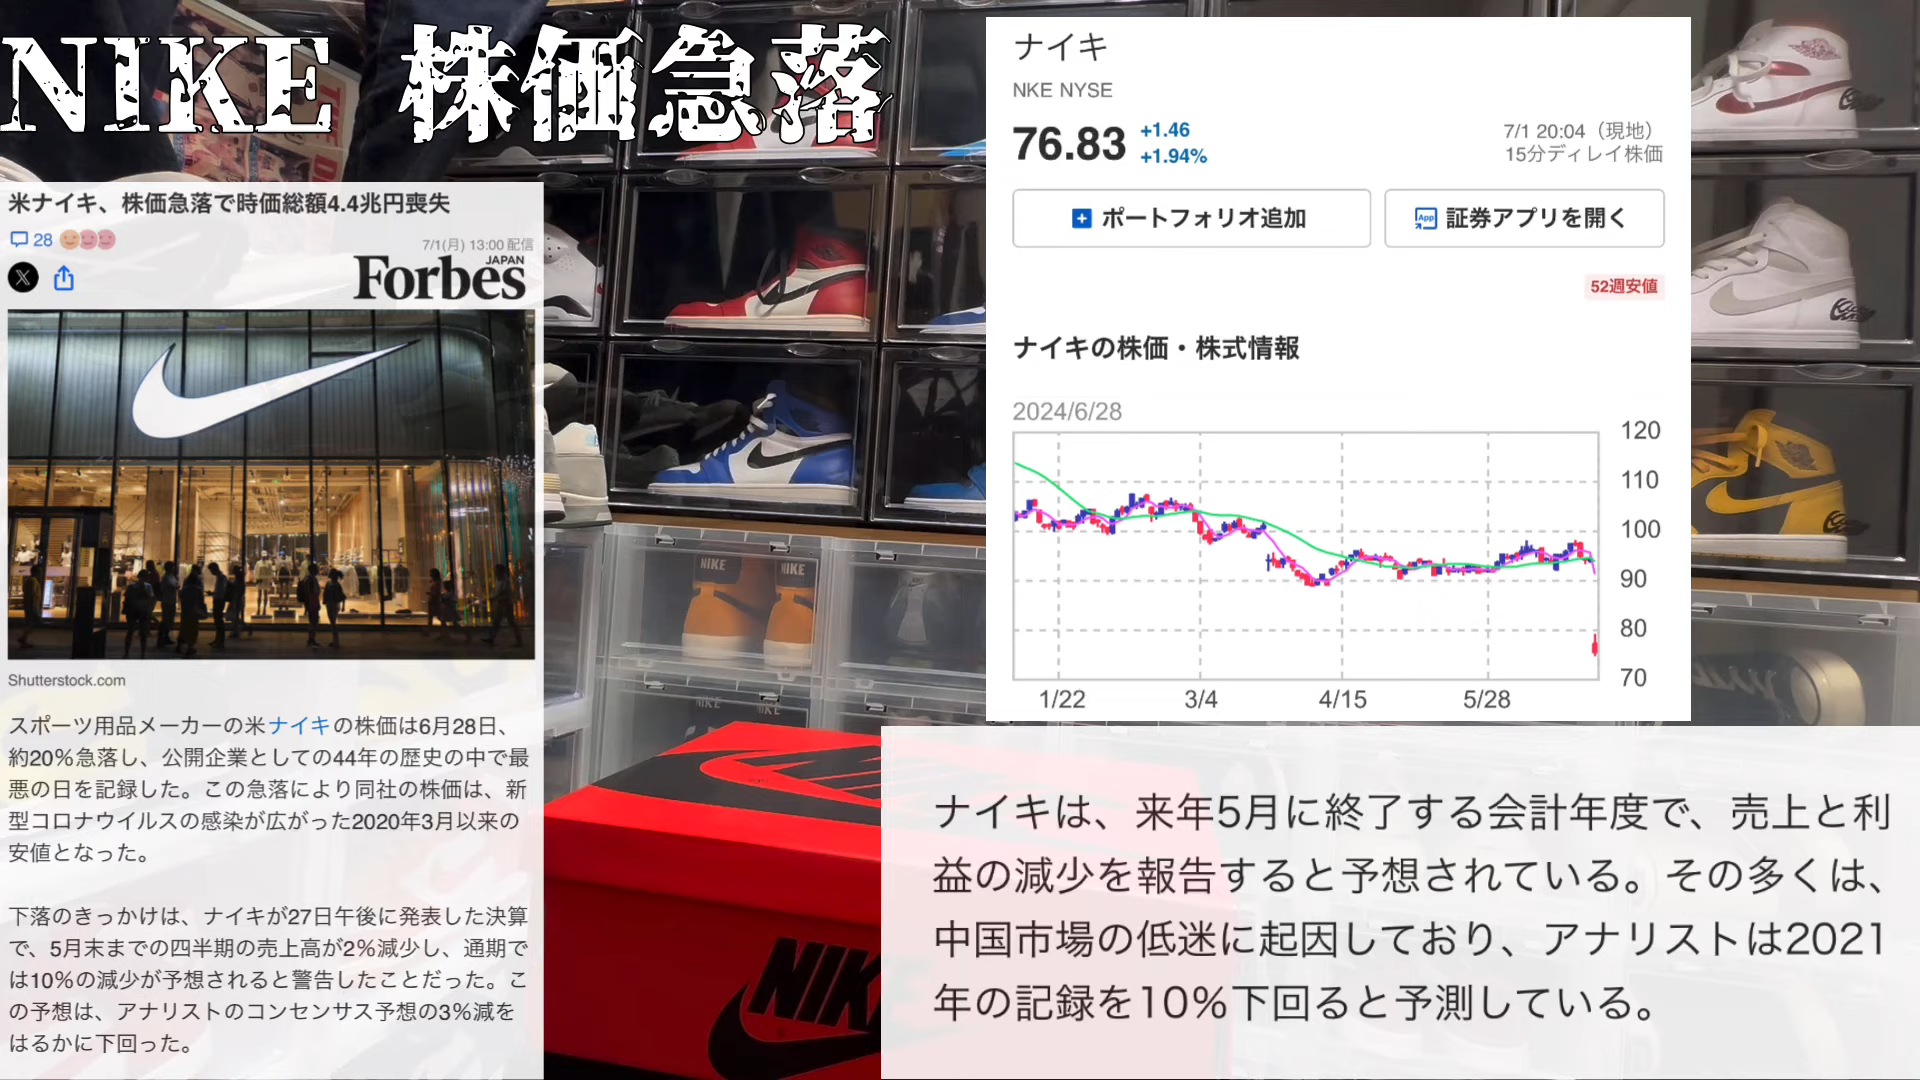 NIKE 株価急落
米ナイキ、株価急落で時価総額4.4兆円喪失
28
7/1(月) 13:00 配信
Forbes
JAPAN
Shutterstock.com
スポーツ用品メーカーの米ナイキの株価は6月28日、
約20%急落し、公開企業としての44年の歴史の中で最
悪の日を記録した。この急落により同社の株価は、新
型コロナウイルスの感染が広がった2020年3月以来の
安値となった。
下落のきっかけは、ナイキが27日午後に発表した決算
で、5月末までの四半期の売上高が2%減少し、通期で
は10%の減少が予想されると警告したことだった。こ
の予想は、アナリストのコンセンサス予想の3%減を
はるかに下回った。
ナイキ
NKE NYSE
76.83
+1.46
+1.94%
7/1 20:04（現地）
15分ディレイ株価
ポートフォリオ追加
App
証券アプリを開く
52週安値
ナイキの株価・株式情報
2024/6/28
120
110
100
90
80
70
1/22
3/4
4/15
5/28
NIKE
NIKE
NIKE
ナイキは、来年5月に終了する会計年度で、売上と利
益の減少を報告すると予想されている。その多くは、
中国市場の低迷に起因しており、アナリストは2021
年の記録を10%下回ると予測している。